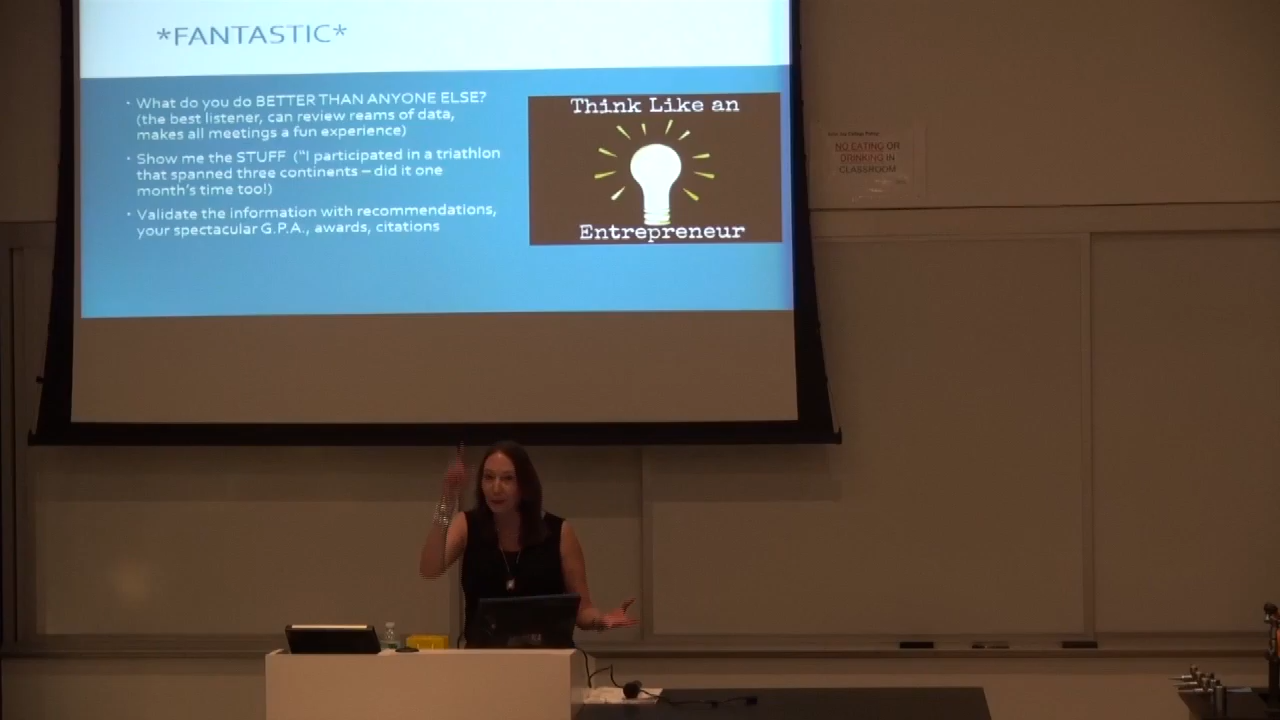 *FANTASTIC*
• What do you do BETTER THAN ANYONE ELSE?
(the best listener, can review reams of data,
makes all meetings a fun experience)
• Show me the STUFF ("I participated in a triathlon
that spanned three continents – did it one
month's time too!)
• Validate the information with recommendations,
your spectacular G.P.A., awards, citations
Think Like an
Entrepreneur
NO EATING OR
DRINKING IN
CLASSROOM